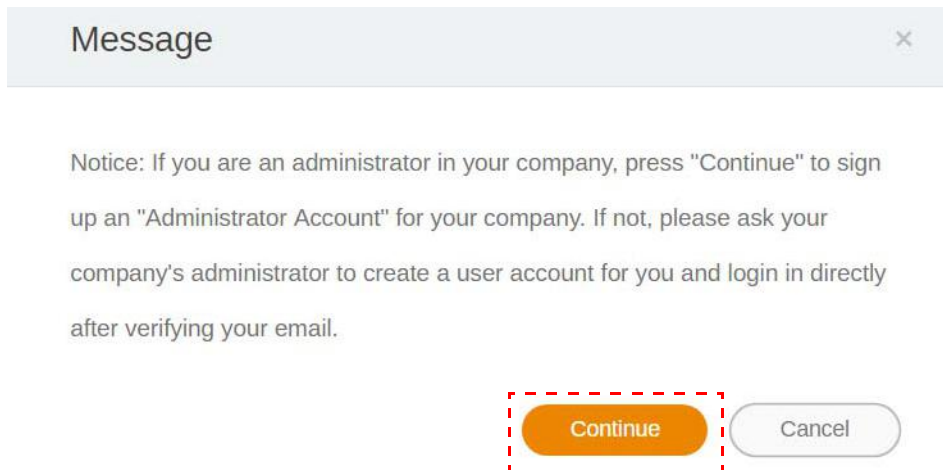 Message
×
Notice: If you are an administrator in your company, press "Continue" to sign
up an "Administrator Account" for your company. If not, please ask your
company's administrator to create a user account for you and login in directly
after verifying your email.
Continue Cancel